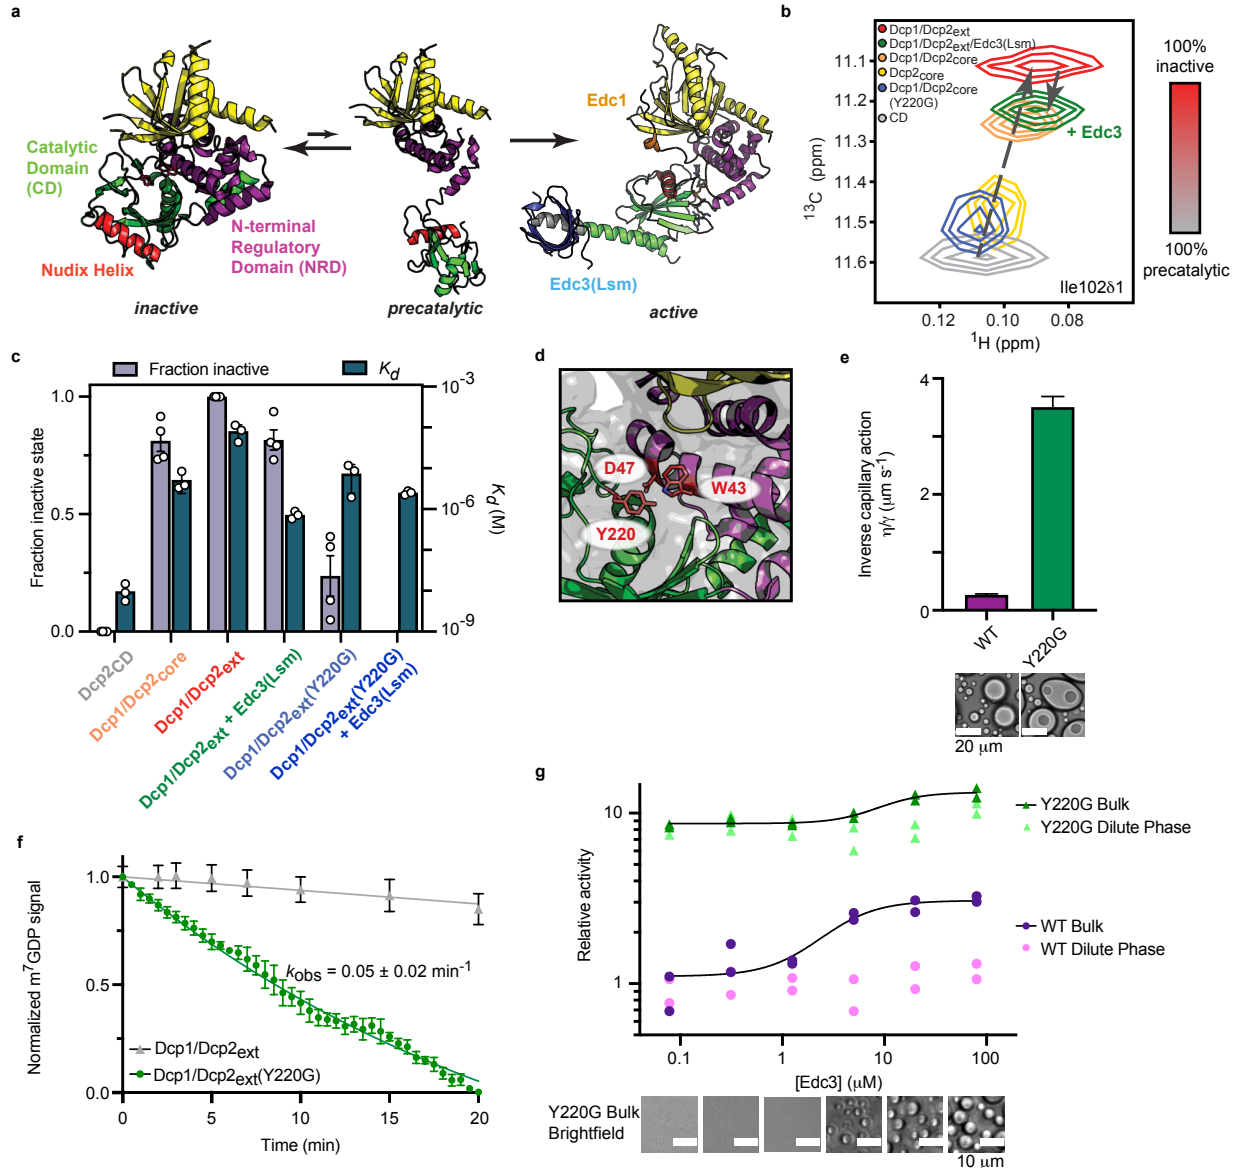 a
Catalytic
Domain
(CD)
Nudix Helix
N-terminal
Regulatory
Domain (NRD)
inactive
precatalytic
Edc1
Edc3(Lsm)
active
b
Dcp1/Dcp2ext
Dcp1/Dcp2ext/Edc3(Lsm)
Dcp1/Dcp2core
Dcp2core
Dcp1/Dcp2core
(Y220G)
CD
+ Edc3
11.1
11.2
11.3
11.4
11.5
11.6
13C (ppm)
Ile102δ1
0.12 0.10 0.08
1H (ppm)
100%
inactive
100%
precatalytic
c
Fraction inactive
Kd
1.0
0.5
0.0
Fraction inactive state
10-3
10-6
10-9
Kd (M)
Dcp2CD
Dcp1/Dcp2core
Dcp1/Dcp2ext
Dcp1/Dcp2ext + Edc3(Lsm)
Dcp1/Dcp2ext(Y220G)
Dcp1/Dcp2ext(Y220G)
+ Edc3(Lsm)
d
D47
W43
Y220
e
4
2
0
Inverse capillary action
η/γ (μm s-1)
WT
Y220G
20 μm
f
1.0
0.5
0.0
Normalized m7GDP signal
kobs = 0.05 ± 0.02 min-1
Dcp1/Dcp2ext
Dcp1/Dcp2ext(Y220G)
0 5 10 15 20
Time (min)
g
10
1
Relative activity
Y220G Bulk
Y220G Dilute Phase
WT Bulk
WT Dilute Phase
0.1 1 10 100
[Edc3] (μM)
Y220G Bulk
Brightfield
10 μm